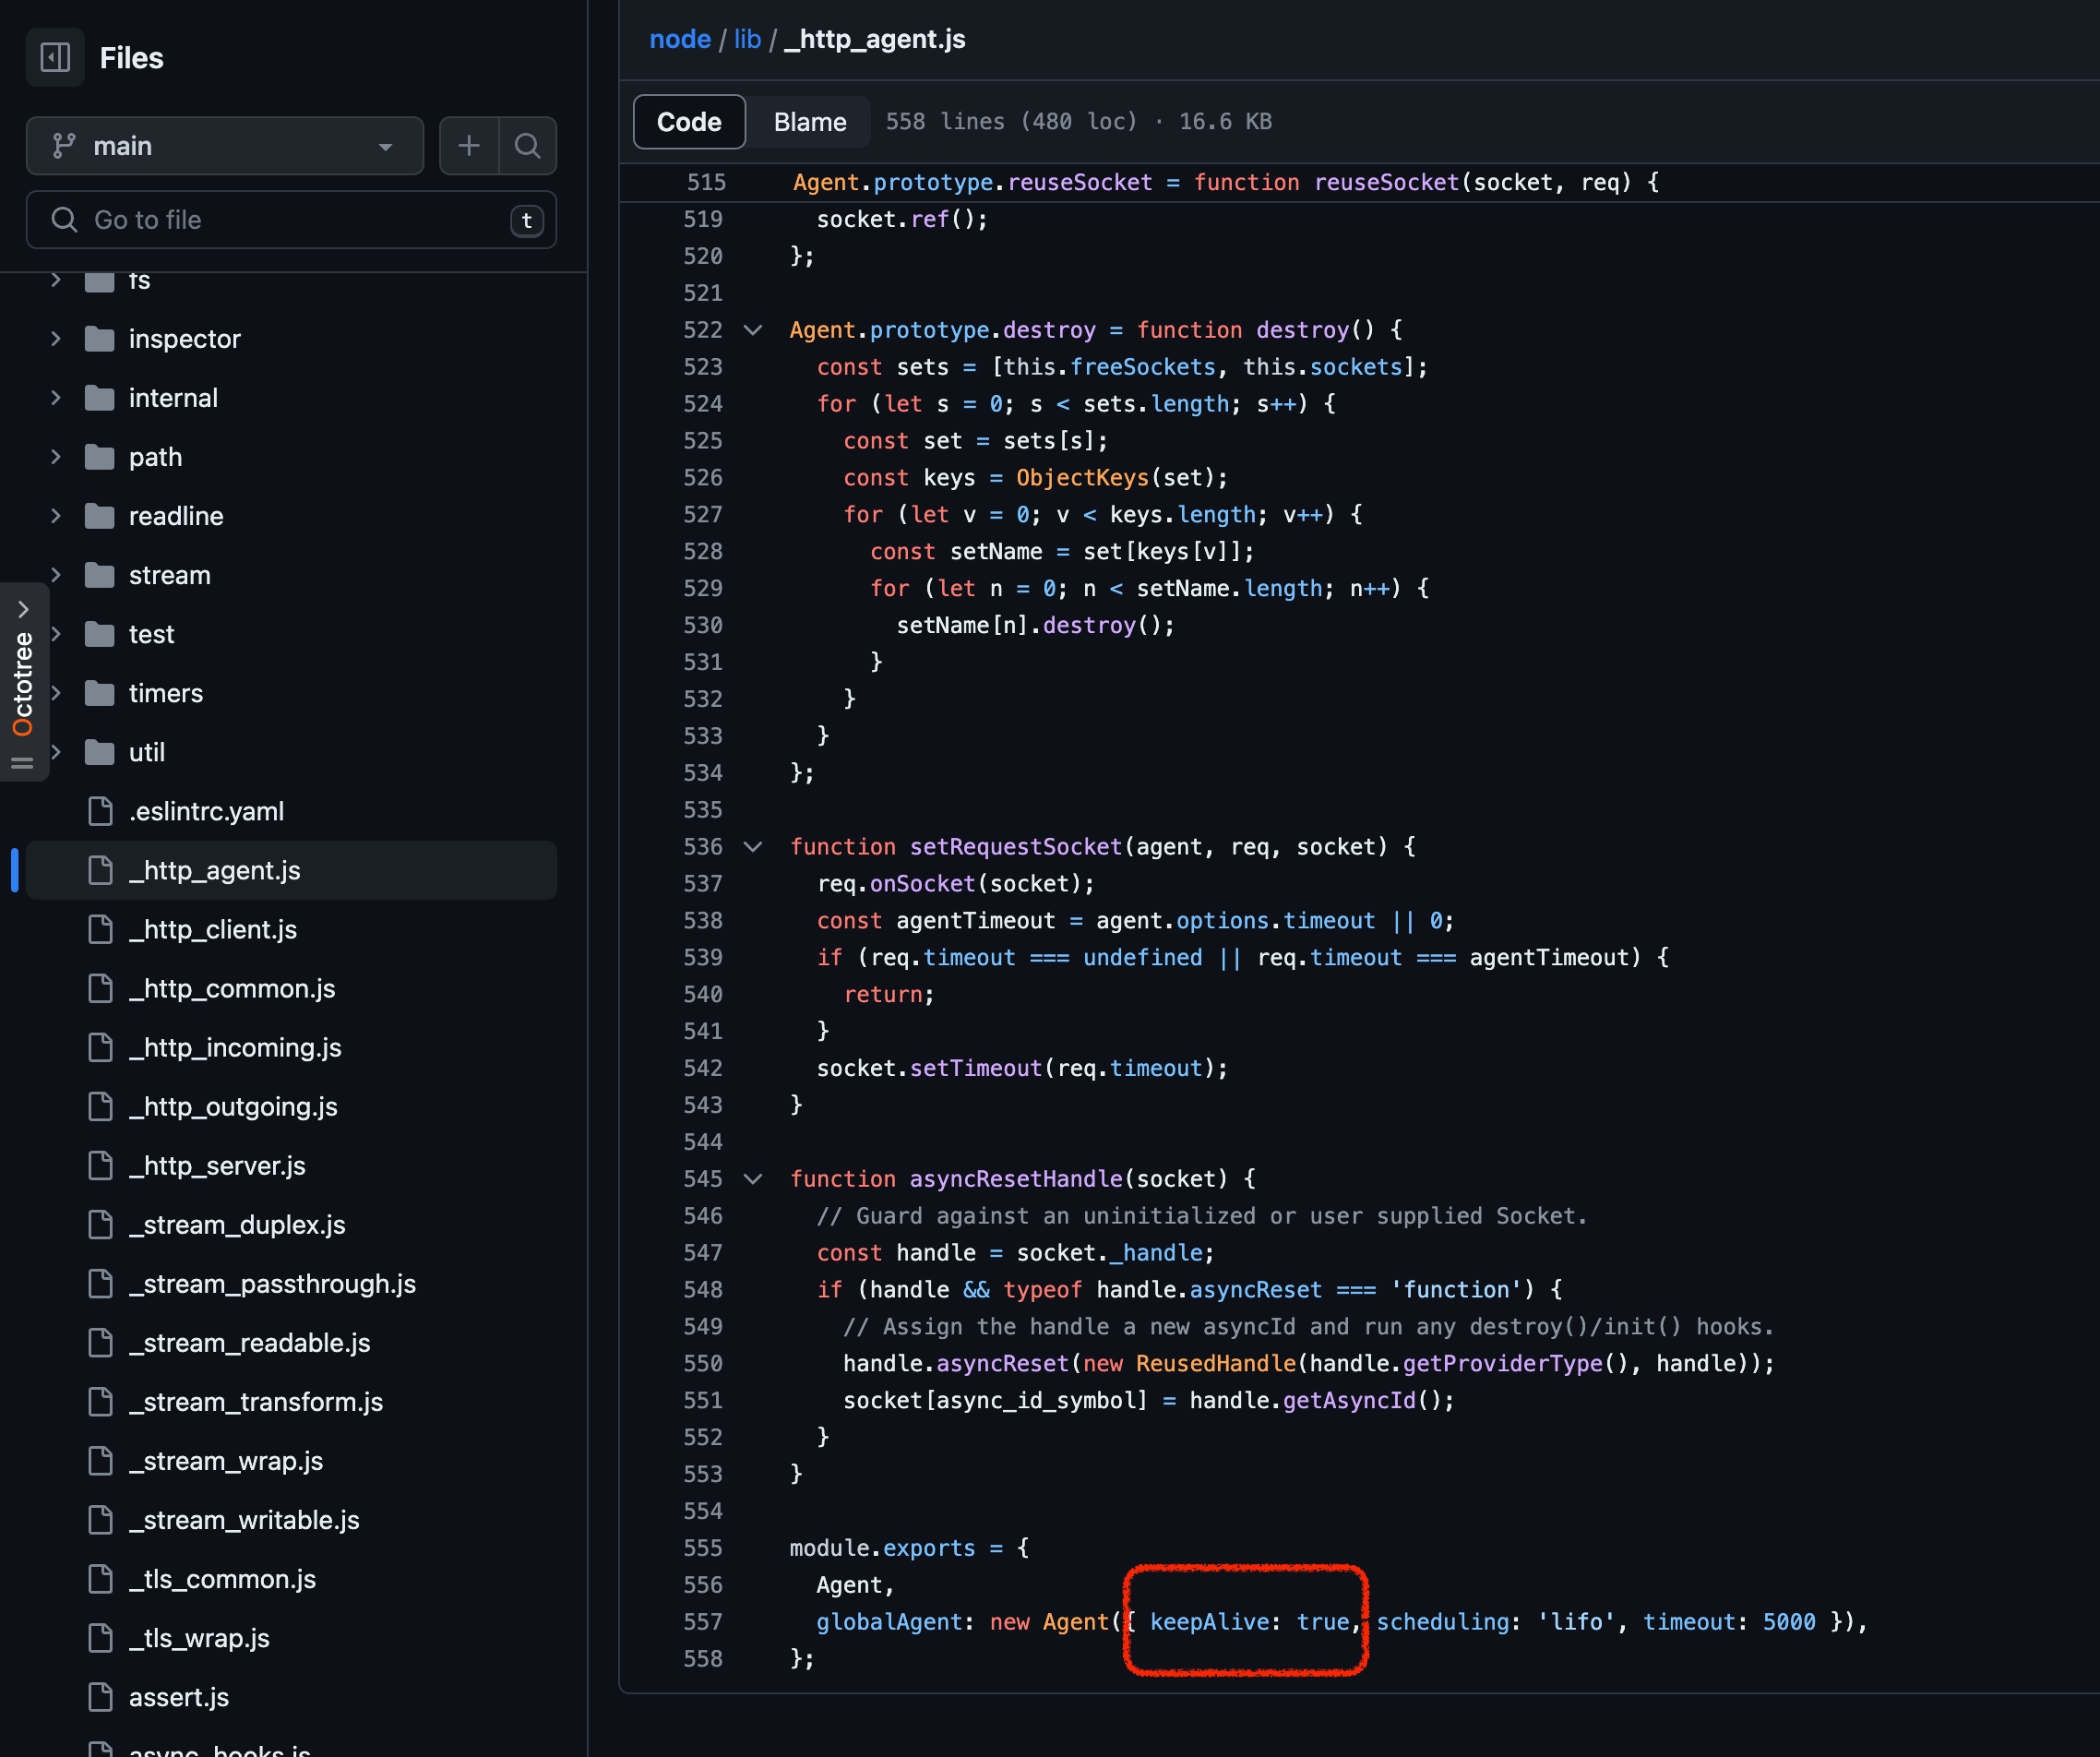 Files
main
Go to file
t
fs
inspector
internal
path
readline
stream
test
timers
util
.eslintrc.yaml
_http_agent.js
_http_client.js
_http_common.js
_http_incoming.js
_http_outgoing.js
_http_server.js
_stream_duplex.js
_stream_passthrough.js
_stream_readable.js
_stream_transform.js
_stream_wrap.js
_stream_writable.js
_tls_common.js
_tls_wrap.js
assert.js
async_hooks.js
Octotree
node / lib / _http_agent.js
Code Blame 558 lines (480 loc) · 16.6 KB
515 Agent.prototype.reuseSocket = function reuseSocket(socket, req) {
519 socket.ref();
520 };
521
522 Agent.prototype.destroy = function destroy() {
523 const sets = [this.freeSockets, this.sockets];
524 for (let s = 0; s < sets.length; s++) {
525 const set = sets[s];
526 const keys = ObjectKeys(set);
527 for (let v = 0; v < keys.length; v++) {
528 const setName = set[keys[v]];
529 for (let n = 0; n < setName.length; n++) {
530 setName[n].destroy();
531 }
532 }
533 }
534 };
535
536 function setRequestSocket(agent, req, socket) {
537 req.onSocket(socket);
538 const agentTimeout = agent.options.timeout || 0;
539 if (req.timeout === undefined || req.timeout === agentTimeout) {
540 return;
541 }
542 socket.setTimeout(req.timeout);
543 }
544
545 function asyncResetHandle(socket) {
546 // Guard against an uninitialized or user supplied Socket.
547 const handle = socket._handle;
548 if (handle && typeof handle.asyncReset === 'function') {
549 // Assign the handle a new asyncId and run any destroy()/init() hooks.
550 handle.asyncReset(new ReusedHandle(handle.getProviderType(), handle));
551 socket[async_id_symbol] = handle.getAsyncId();
552 }
553 }
554
555 module.exports = {
556 Agent,
557 globalAgent: new Agent({ keepAlive: true, scheduling: 'lifo', timeout: 5000 }),
558 };